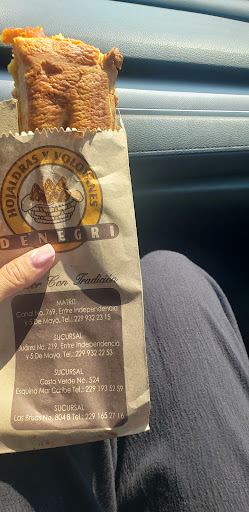 HOJALDRAS Y VOLOVANES
DENEGRI
Con Tradición
MATRIZ
Canal No. 769, Entre Independencia
y 5 De Mayo, Tel.: 229 932 23 15
SUCURSAL
Juárez No. 219, Entre Independencia
y 5 De Mayo, Tel.: 229 932 22 53
SUCURSAL
Costa Verde No. 524
Esquina Mar Caribe Tel.: 229 193 52 59
SUCURSAL
Las Brisas No. 804 B Tel.: 229 165 27 16